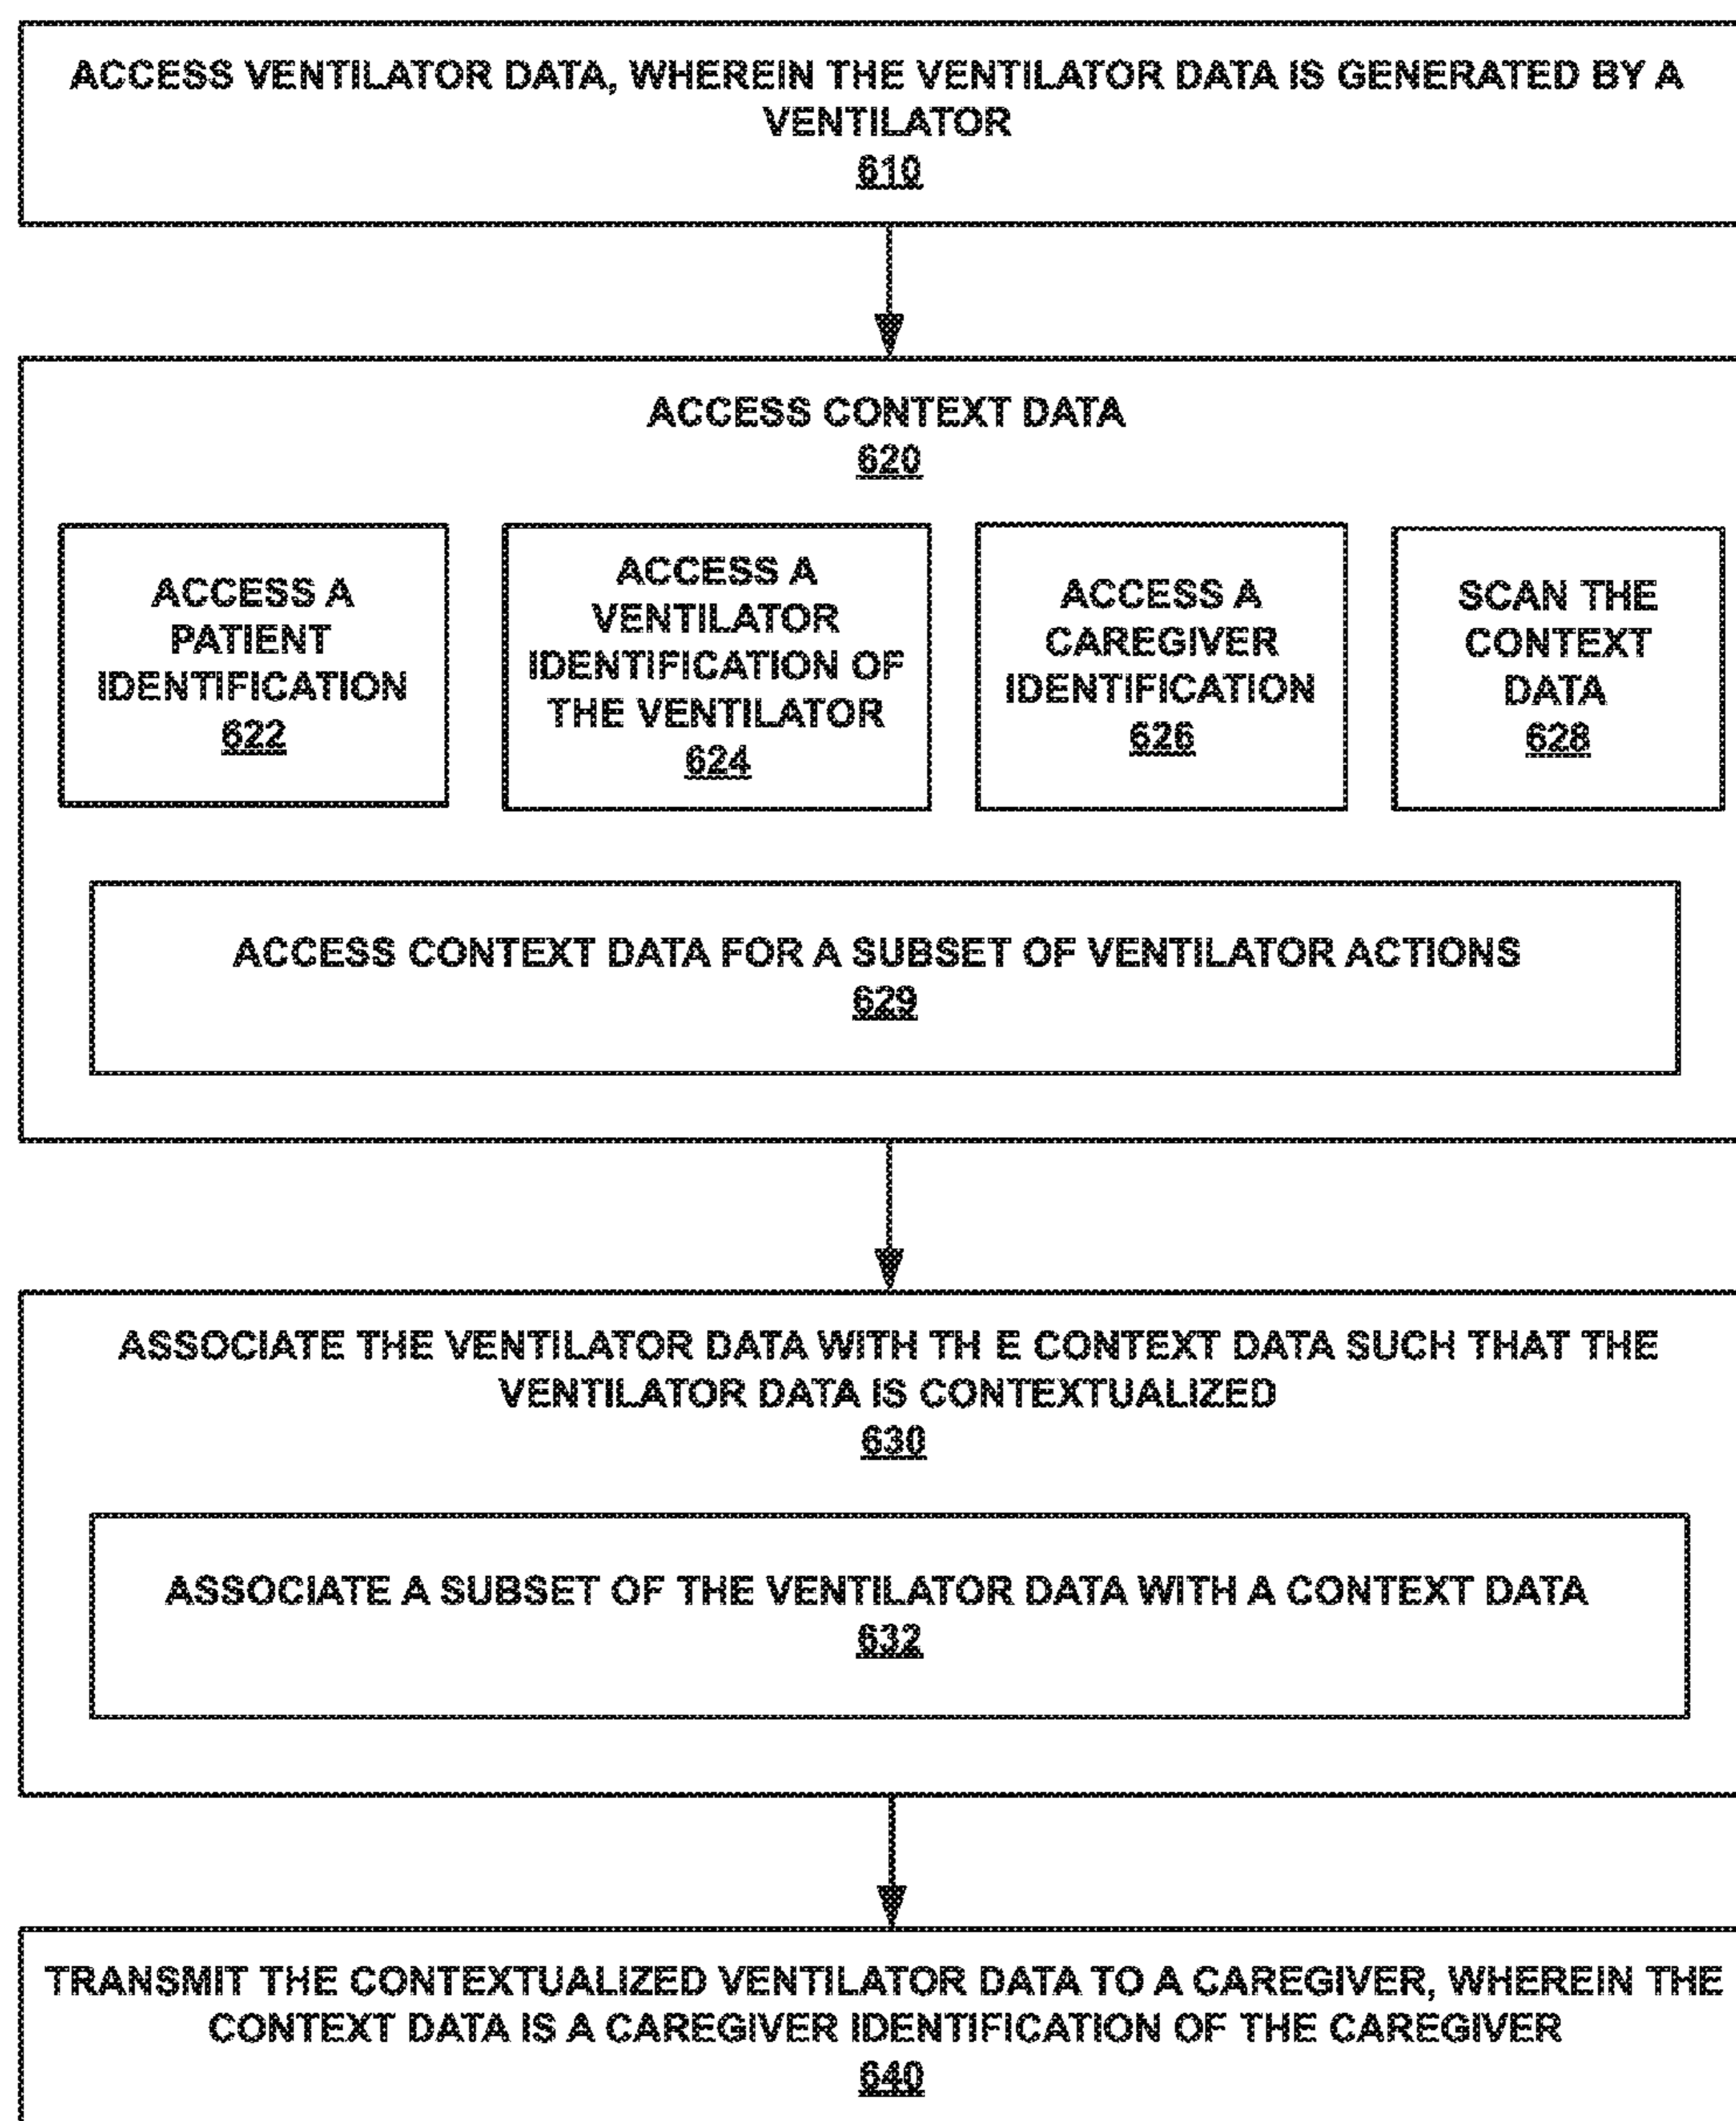 ACCESS VENTILATOR DATA, WHEREIN THE VENTILATOR DATA IS GENERATED BY A
VENTILATOR
610
ACCESS CONTEXT DATA
620
ACCESS A
PATIENT
IDENTIFICATION
622
ACCESS A
VENTILATOR
IDENTIFICATION OF
THE VENTILATOR
624
ACCESS A
CAREGIVER
IDENTIFICATION
626
SCAN THE
CONTEXT
DATA
628
ACCESS CONTEXT DATA FOR A SUBSET OF VENTILATOR ACTIONS
629
ASSOCIATE THE VENTILATOR DATA WITH TH E CONTEXT DATA SUCH THAT THE
VENTILATOR DATA IS CONTEXTUALIZED
630
ASSOCIATE A SUBSET OF THE VENTILATOR DATA WITH A CONTEXT DATA
632
TRANSMIT THE CONTEXTUALIZED VENTILATOR DATA TO A CAREGIVER, WHEREIN THE
CONTEXT DATA IS A CAREGIVER IDENTIFICATION OF THE CAREGIVER
640